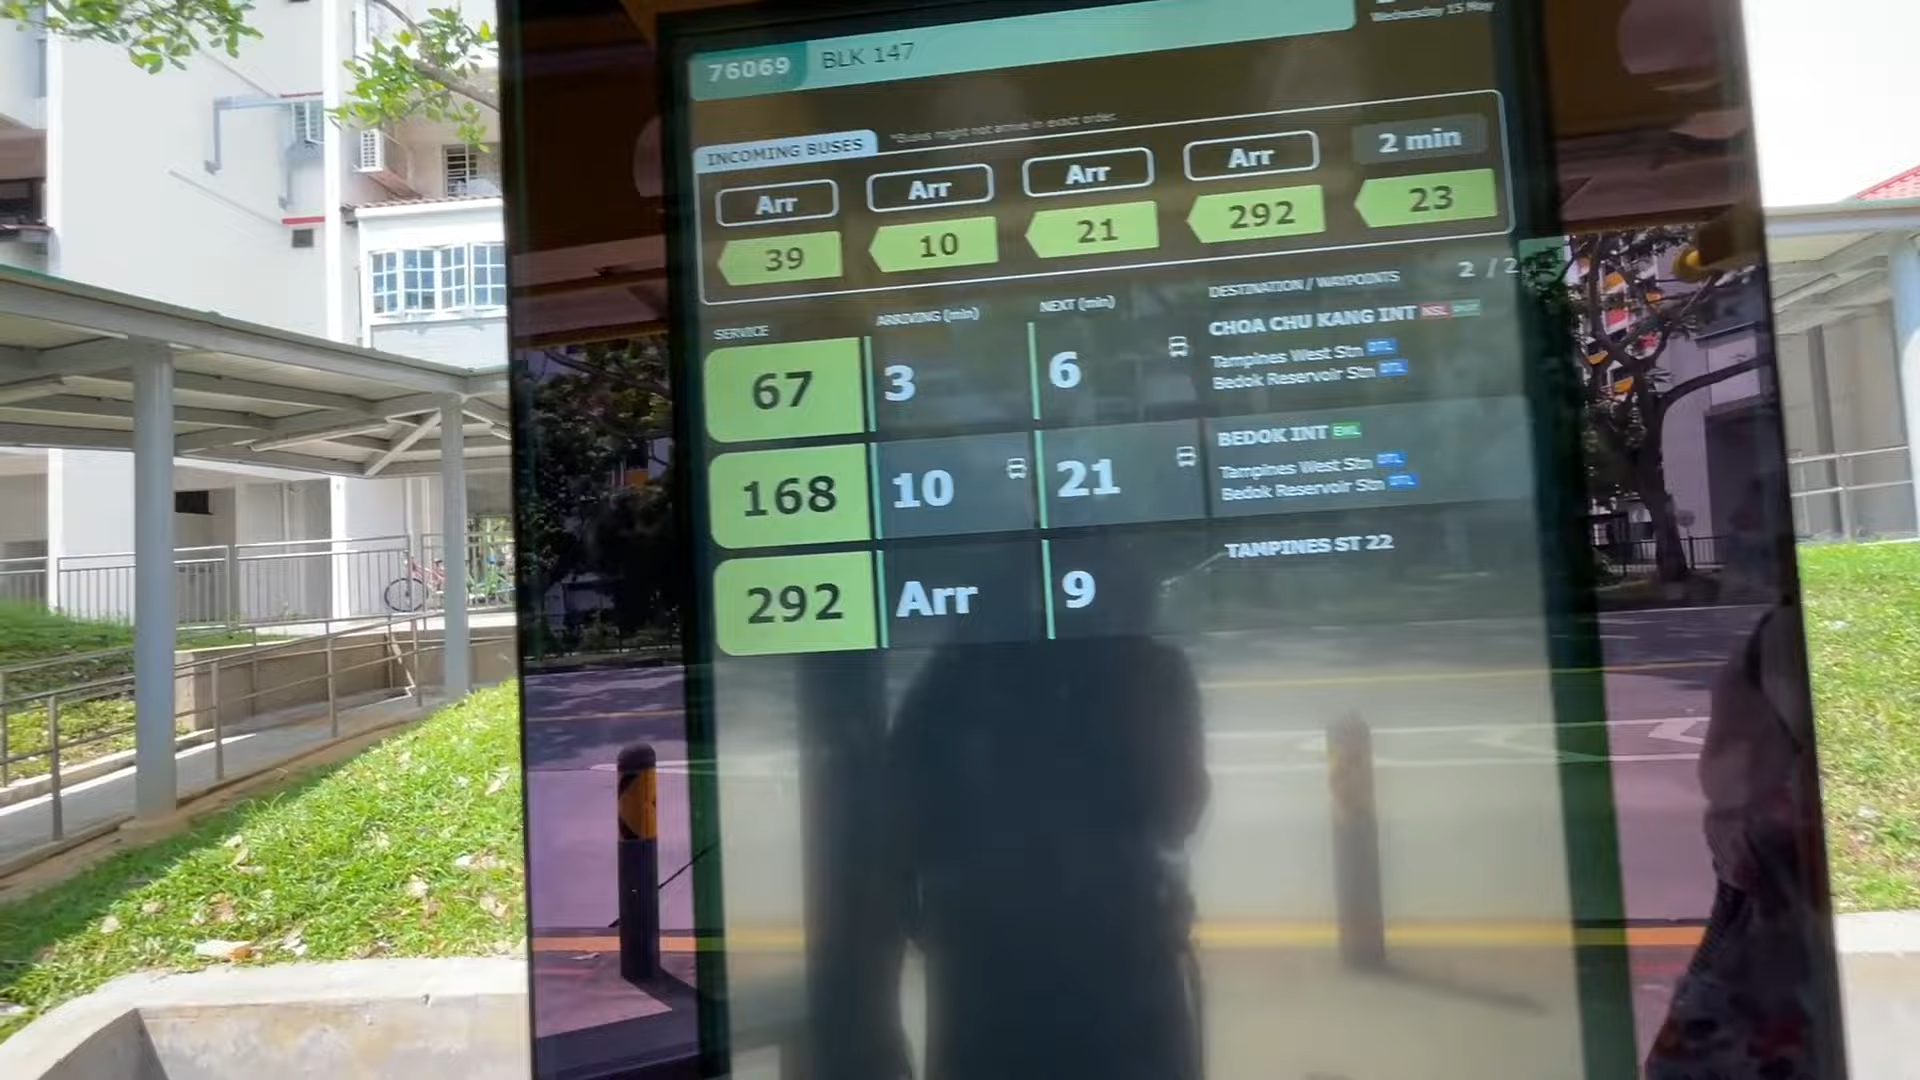 Wednesday 15 May
76069 BLK 147
INCOMING BUSES *Buses might not arrive in exact order.
Arr Arr Arr Arr 2 min
39 10 21 292 23
2 / 2
SERVICE ARRIVING (min) NEXT (min) DESTINATION / WAYPOINTS
67 3 6 CHOA CHU KANG INT NSL
Tampines West Stn DTL
Bedok Reservoir Stn DTL
168 10 21 BEDOK INT EWL
Tampines West Stn DTL
Bedok Reservoir Stn DTL
292 Arr 9 TAMPINES ST 22